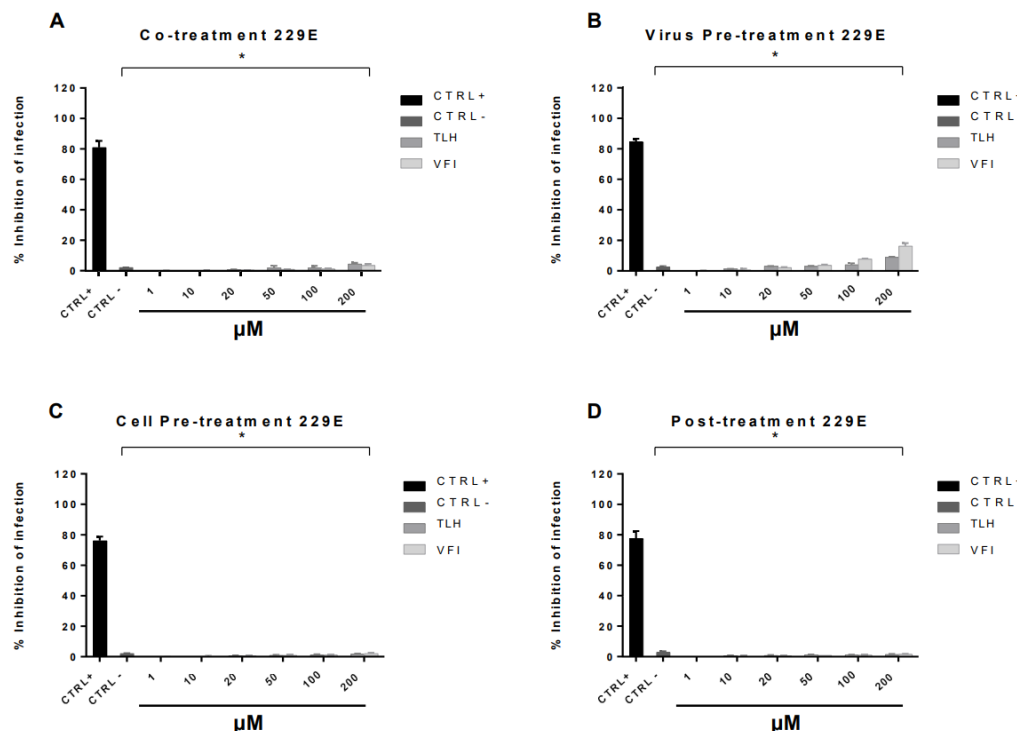 A
Co-treatment 229E
*
% Inhibition of infection
120
100
80
60
40
20
0
CTRL+
CTRL -
1
10
20
50
100
200
µM
CTRL+
CTRL-
TLH
VFI
B
Virus Pre-treatment 229E
*
% Inhibition of infection
120
100
80
60
40
20
0
CTRL+
CTRL -
1
10
20
50
100
200
µM
CTRL
CTRL
TLH
VFI
C
Cell Pre-treatment 229E
*
% Inhibition of infection
120
100
80
60
40
20
0
CTRL+
CTRL -
1
10
20
50
100
200
µM
CTRL+
CTRL-
TLH
VFI
D
Post-treatment 229E
*
% Inhibition of infection
120
100
80
60
40
20
0
CTRL+
CTRL -
1
10
20
50
100
200
µM
CTRL
CTRL
TLH
VFI